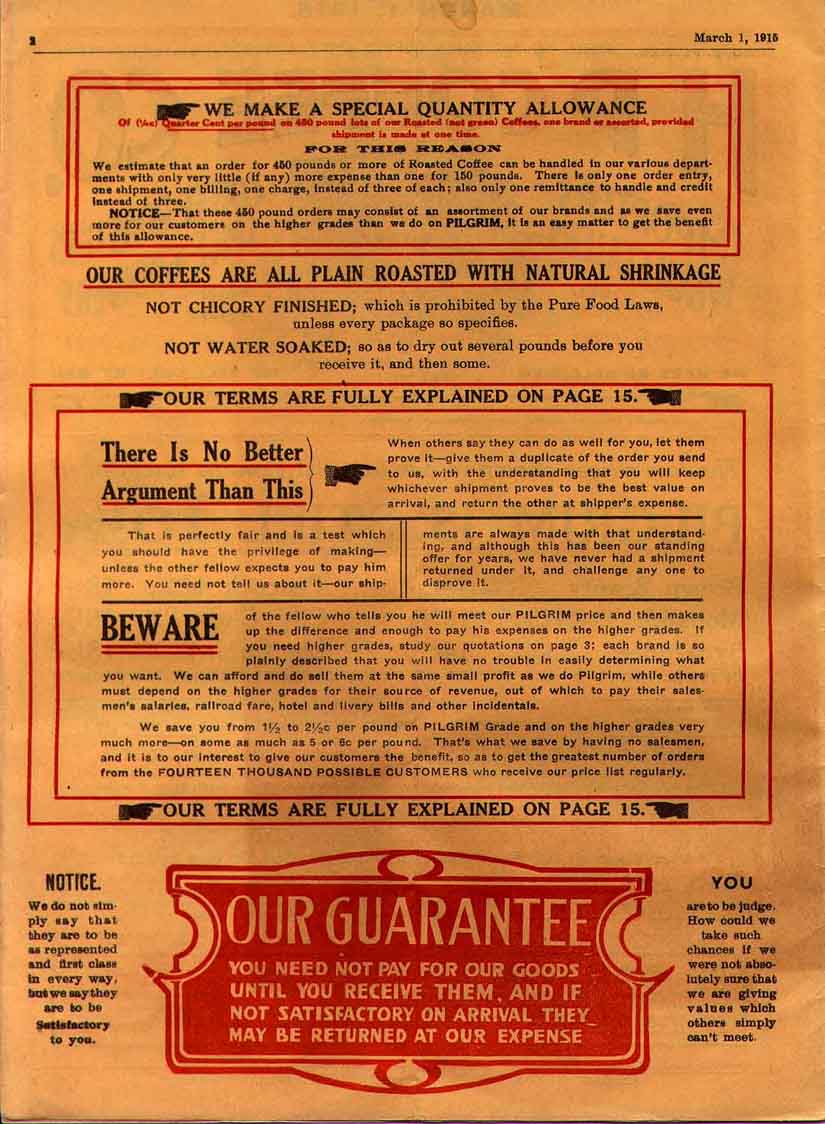 2
March 1, 1915
WE MAKE A SPECIAL QUANTITY ALLOWANCE
Of (¼c) Quarter Cent per pound on 450 pound lots of our Roasted (not green) Coffees, one brand or assorted, provided
shipment is made at one time.
FOR THIS REASON
We estimate that an order for 450 pounds or more of Roasted Coffee can be handled in our various depart-
ments with only very little (if any) more expense than one for 150 pounds. There is only one order entry,
one shipment, one billing, one charge, instead of three of each; also only one remittance to handle and credit
instead of three.
NOTICE—That these 450 pound orders may consist of an assortment of our brands and as we save even
more for our customers on the higher grades than we do on PILGRIM, it is an easy matter to get the benefit
of this allowance.
OUR COFFEES ARE ALL PLAIN ROASTED WITH NATURAL SHRINKAGE
NOT CHICORY FINISHED; which is prohibited by the Pure Food Laws,
unless every package so specifies.
NOT WATER SOAKED; so as to dry out several pounds before you
receive it, and then some.
OUR TERMS ARE FULLY EXPLAINED ON PAGE 15.
There Is No Better
Argument Than This
When others say they can do as well for you, let them
prove it—give them a duplicate of the order you send
to us, with the understanding that you will keep
whichever shipment proves to be the best value on
arrival, and return the other at shipper's expense.
That is perfectly fair and is a test which
you should have the privilege of making—
unless the other fellow expects you to pay him
more. You need not tell us about it—our ship-
ments are always made with that understand-
ing, and although this has been our standing
offer for years, we have never had a shipment
returned under it, and challenge any one to
disprove it.
BEWARE
of the fellow who tells you he will meet our PILGRIM price and then makes
up the difference and enough to pay his expenses on the higher grades. If
you need higher grades, study our quotations on page 3; each brand is so
plainly described that you will have no trouble in easily determining what
you want. We can afford and do sell them at the same small profit as we do Pilgrim, while others
must depend on the higher grades for their source of revenue, out of which to pay their sales-
men's salaries, railroad fare, hotel and livery bills and other incidentals.
We save you from 1½ to 2½c per pound on PILGRIM Grade and on the higher grades very
much more—on some as much as 5 or 6c per pound. That's what we save by having no salesmen,
and it is to our interest to give our customers the benefit, so as to get the greatest number of orders
from the FOURTEEN THOUSAND POSSIBLE CUSTOMERS who receive our price list regularly.
OUR TERMS ARE FULLY EXPLAINED ON PAGE 15.
NOTICE.
We do not sim-
ply say that
they are to be
as represented
and first class
in every way,
but we say they
are to be
Satisfactory
to you.
OUR GUARANTEE
YOU NEED NOT PAY FOR OUR GOODS
UNTIL YOU RECEIVE THEM, AND IF
NOT SATISFACTORY ON ARRIVAL THEY
MAY BE RETURNED AT OUR EXPENSE
YOU
are to be judge.
How could we
take such
chances if we
were not abso-
lutely sure that
we are giving
values which
others simply
can't meet.